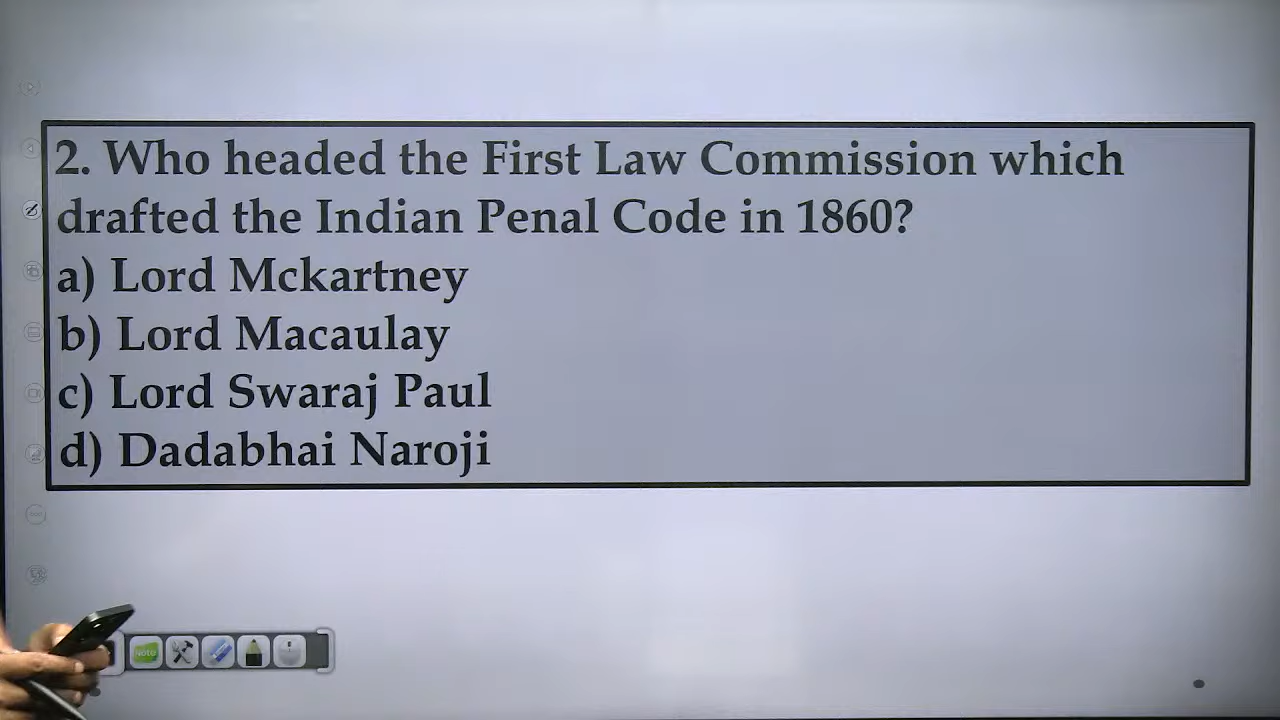 2. Who headed the First Law Commission which
drafted the Indian Penal Code in 1860?
a) Lord Mckartney
b) Lord Macaulay
c) Lord Swaraj Paul
d) Dadabhai Naroji
Note